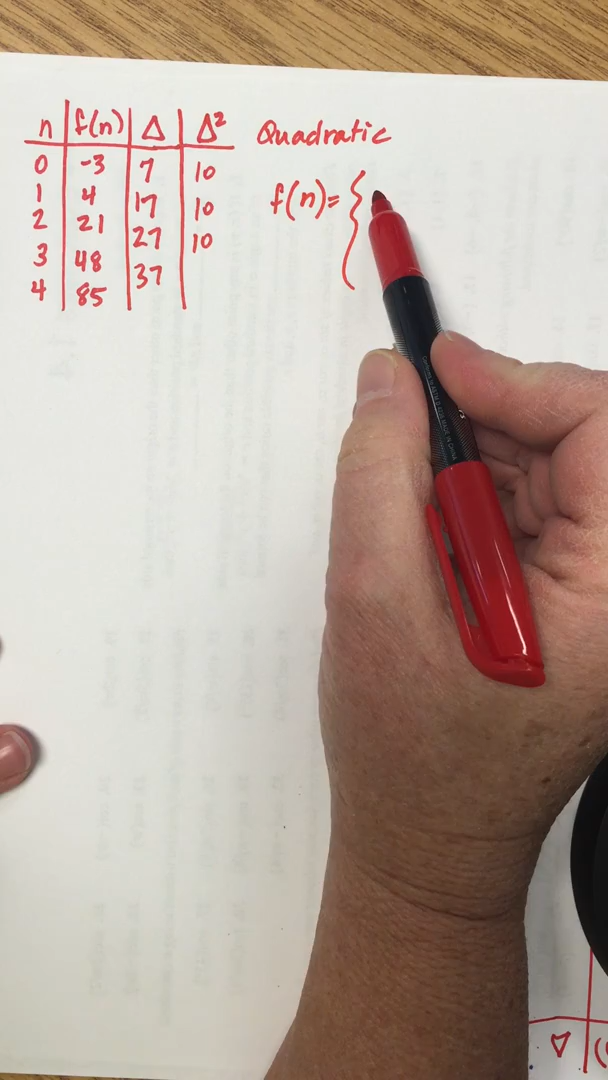 n f(n) Δ Δ² Quadratic
0 -3 7 10
1 4 17 10 f(n)= {
2 21 27 10
3 48 37
4 85